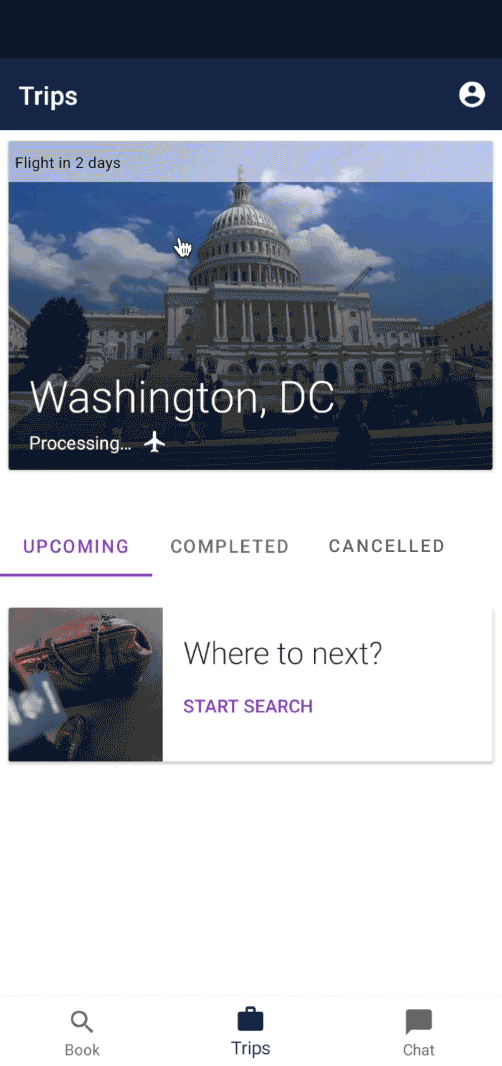 Trips
Flight in 2 days
Washington, DC
Processing...
UPCOMING COMPLETED CANCELLED
Where to next?
START SEARCH
Book Trips Chat